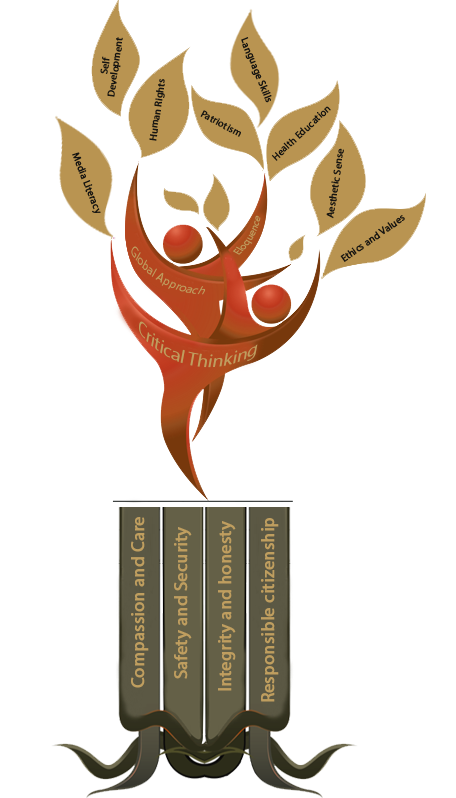 Self
Development
Language Skills
Human Rights
Patriotism
Health Education
Media Literacy
Aesthetic Sense
Ethics and Values
Eloquence
Global Approach
Critical Thinking
Compassion and Care
Safety and Security
Integrity and honesty
Responsible citizenship